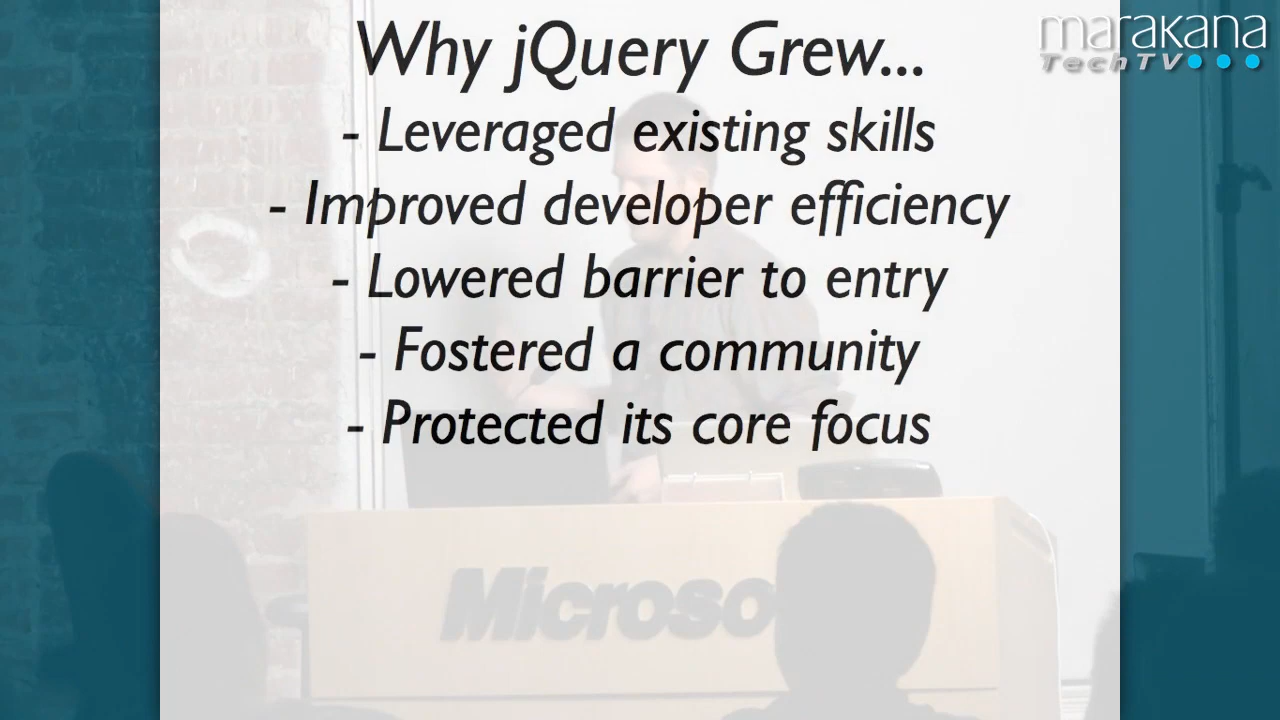 Why jQuery Grew...
- Leveraged existing skills
- Improved developer efficiency
- Lowered barrier to entry
- Fostered a community
- Protected its core focus
marakana
TechTV
Microso